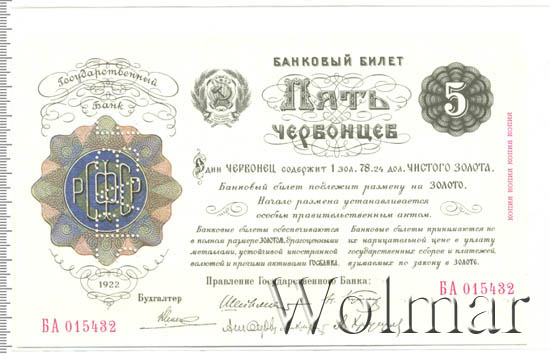 Государственный
Банк
РСФСР
1922
БАНКОВЫЙ БИЛЕТ
ПЯТЬ
ЧЕРВОНЦЕВ
5
Один ЧЕРВОНЕЦ содержит 1 зол. 78.24 дол. ЧИСТОГО ЗОЛОТА.
Банковый билет подлежит размену на ЗОЛОТО.
Начало размена устанавливается
особым правительственным актом.
Банковые билеты обеспечиваются
в полном размере ЗОЛОТОМ, драгоценными
металлами, устойчивой иностранной
валютой и прочими активами ГОСБАНКА.
Банковые билеты принимаются по
их нарицательной цене в уплату
государственных сборов и платежей,
взимаемых по закону в ЗОЛОТЕ.
Правление Государственного Банка:
Бухгалтер
БА 015432
БА 015432
КОПИЯ КОПИЯ КОПИЯ КОПИЯ
Wolmar